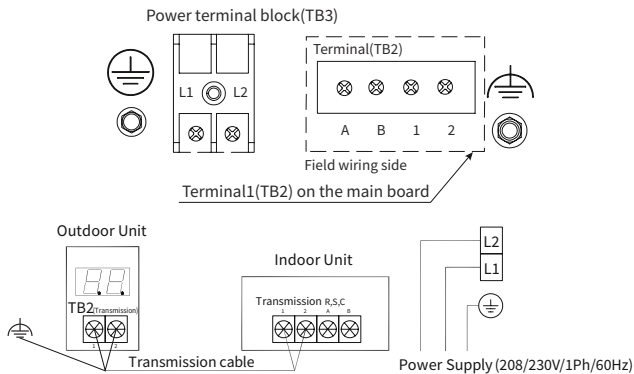 Power terminal block(TB3)
Terminal(TB2)
L1 L2
A B 1 2
Field wiring side
Terminal1(TB2) on the main board
Outdoor Unit
TB2(Transmission)
1 2
Indoor Unit
Transmission R,S,C
1 2 A B
Transmission cable
L2
L1
Power Supply (208/230V/1Ph/60Hz)